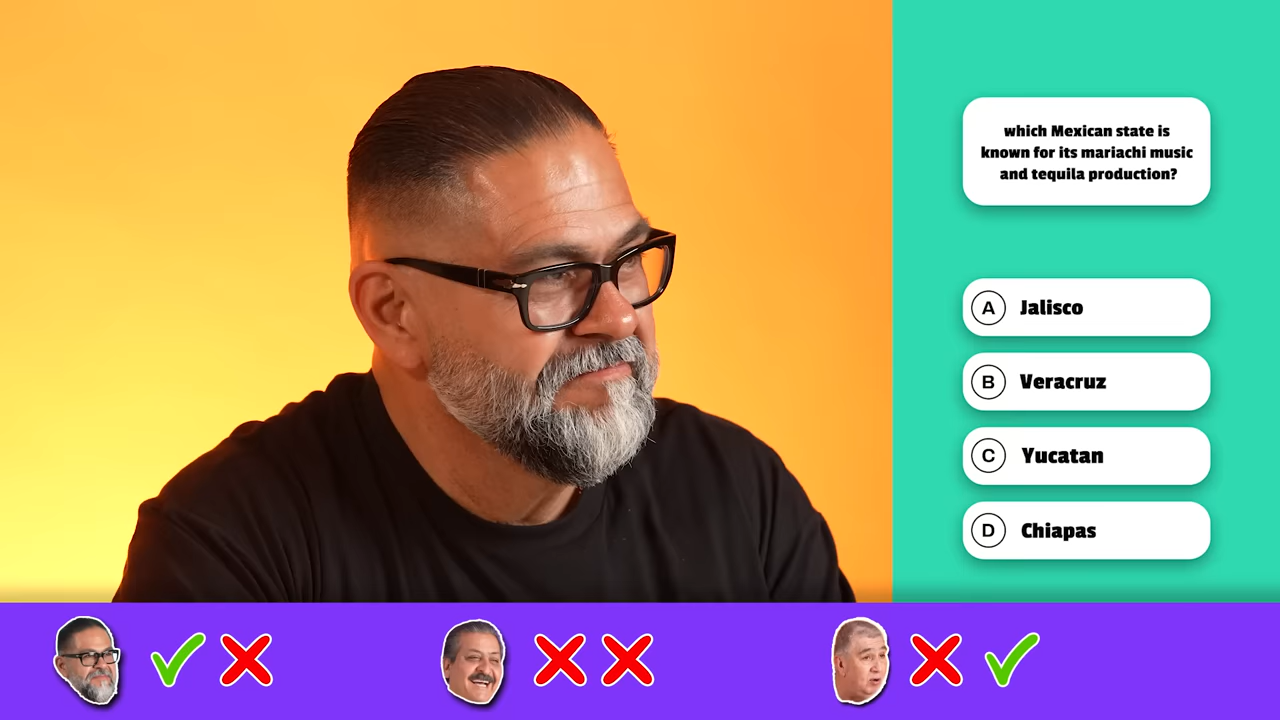 which Mexican state is
known for its mariachi music
and tequila production?
A Jalisco
B Veracruz
C Yucatan
D Chiapas